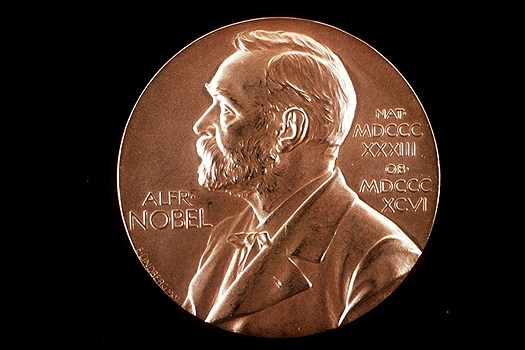 ALFR·
NOBEL
NAT·
MDCCC
XXXIII
OB·
MDCCC
XCVI